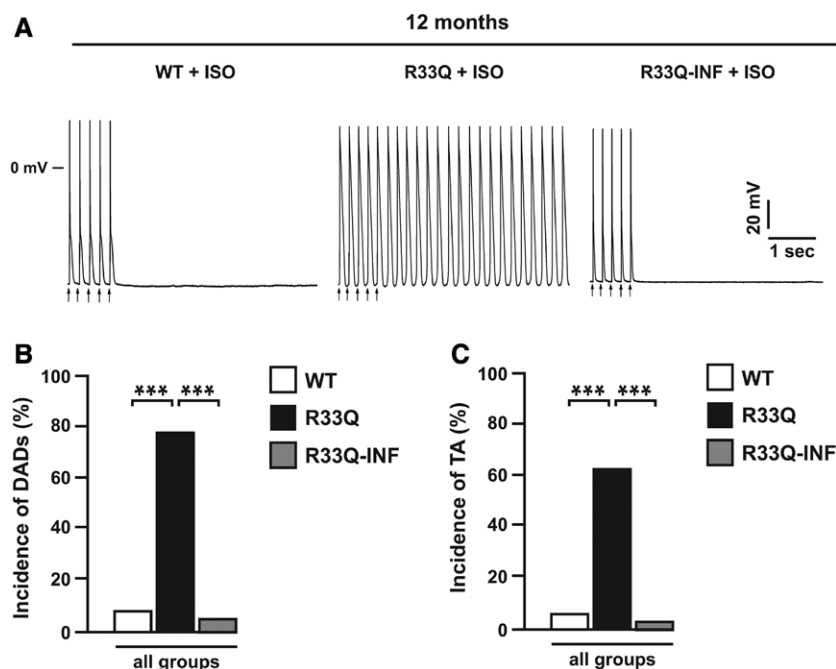 A
12 months
WT + ISO
R33Q + ISO
R33Q-INF + ISO
0 mV
20 mV
1 sec
B
Incidence of DADs (%)
100
80
80
40
20
0
***
***
WT
R33Q
R33Q-INF
all groups
C
Incidence of TA (%)
100
80
60
40
20
0
***
***
WT
R33Q
R33Q-INF
all groups